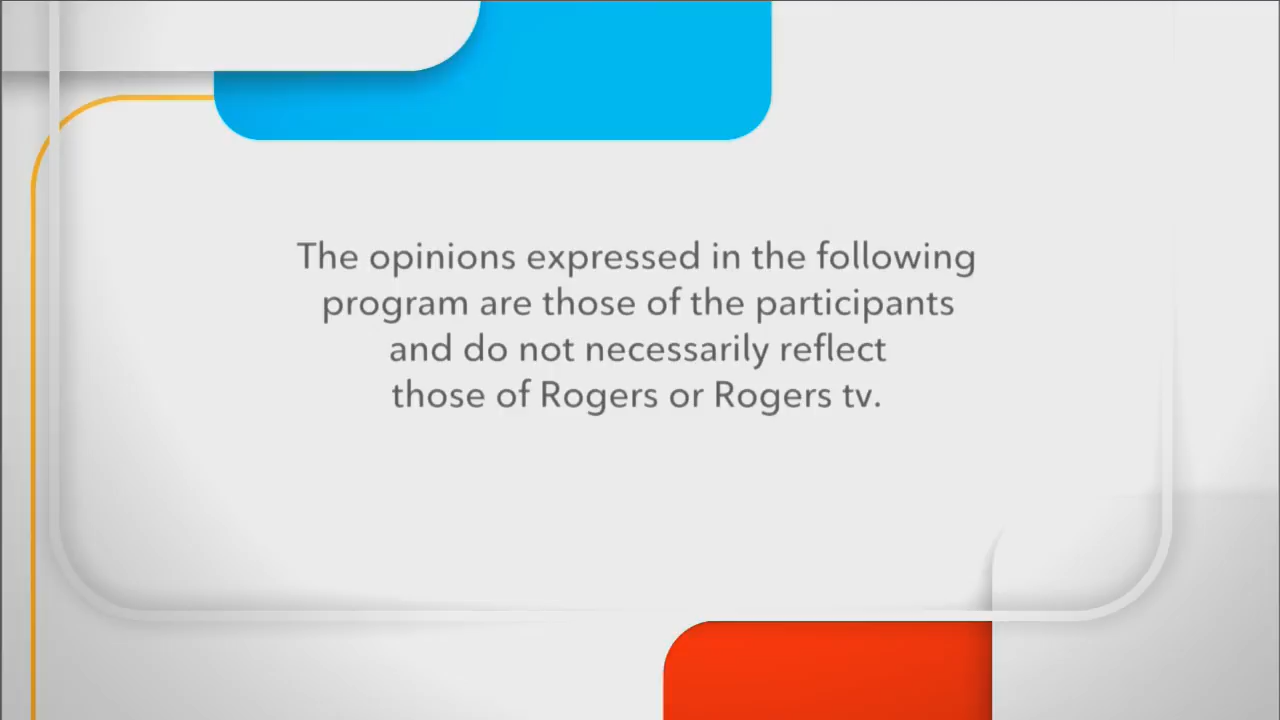 The opinions expressed in the following
program are those of the participants
and do not necessarily reflect
those of Rogers or Rogers tv.